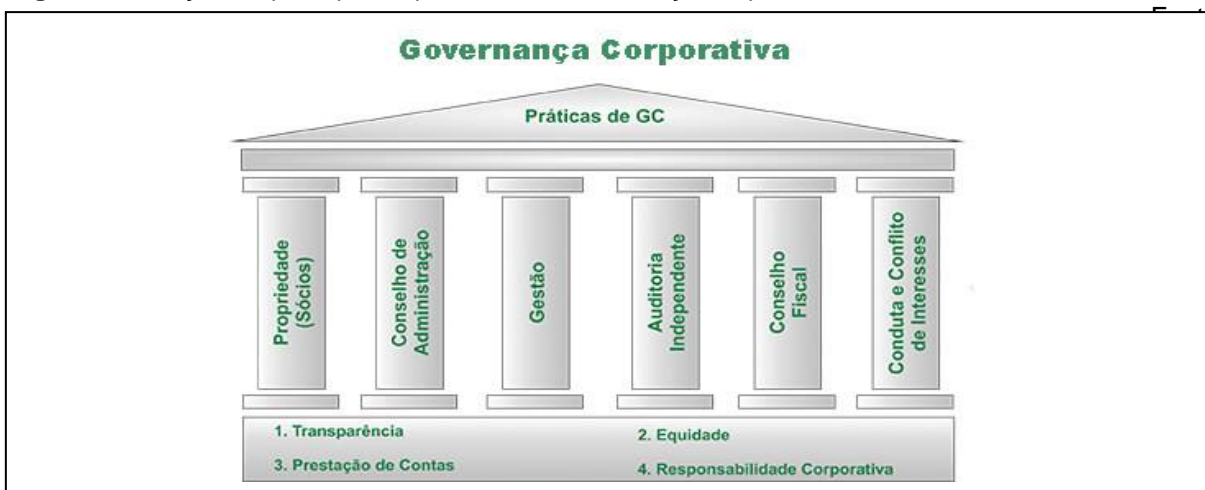 Governança Corporativa
Práticas de GC
Propriedade
(Sócios)
Conselho de
Administração
Gestão
Auditoria
Independente
Conselho
Fiscal
Conduta e Conflito
de Interesses
1. Transparência
2. Equidade
3. Prestação de Contas
4. Responsabilidade Corporativa